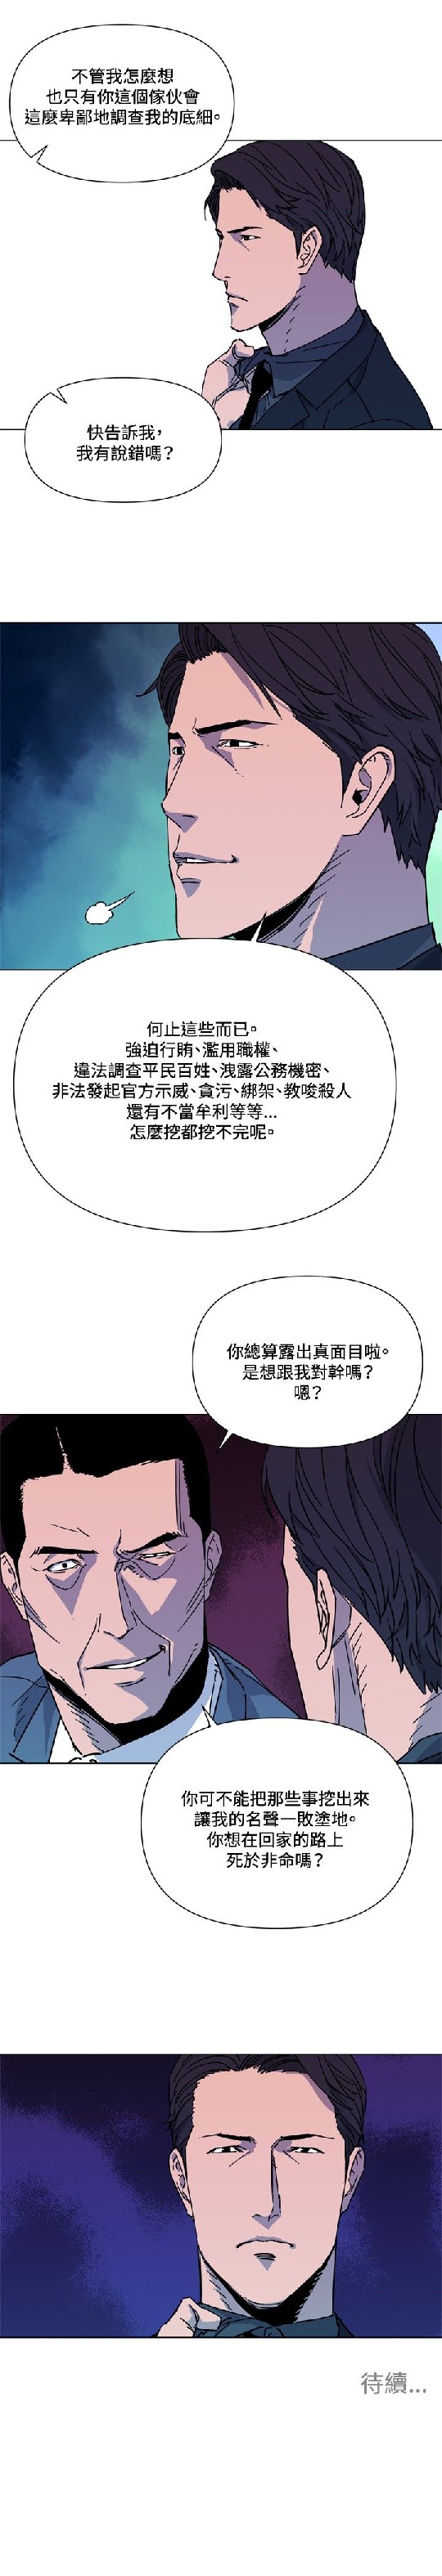 不管我怎麼想
也只有你這個傢伙會
這麼卑鄙地調查我的底細。
快告訴我，
我有說錯嗎？
何止這些而已。
強迫行賄、濫用職權、
違法調查平民百姓、洩露公務機密、
非法發起官方示威、貪污、綁架、教唆殺人
還有不當牟利等等...
怎麼挖都挖不完呢。
你總算露出真面目啦。
是想跟我對幹嗎？
嗯？
你可不能把那些事挖出來
讓我的名聲一敗塗地。
你想在回家的路上
死於非命嗎？
待續...